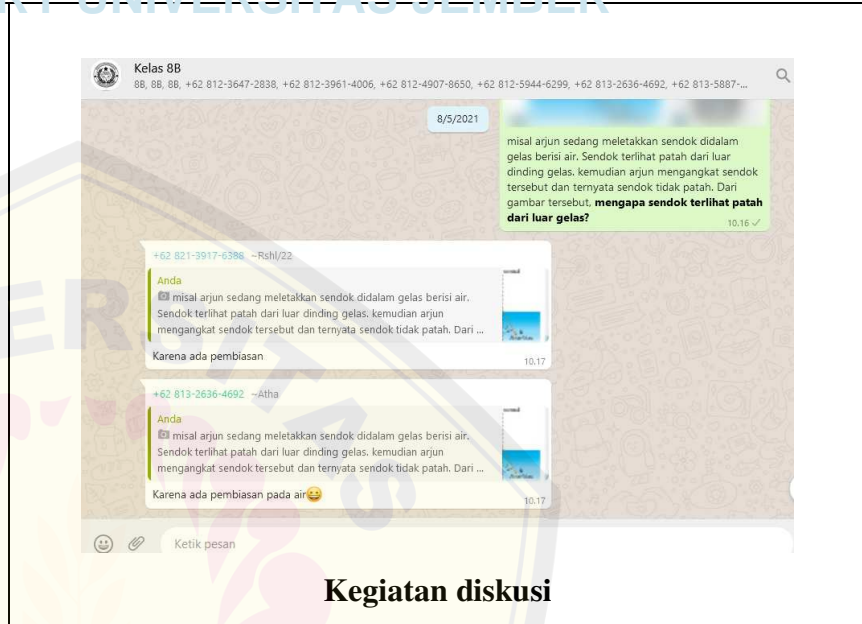 UNIVERSITAS JEMBER
Kelas 8B
8B, 8B, 8B, +62 812-3647-2838, +62 812-3961-4006, +62 812-4907-8650, +62 812-5944-6299, +62 813-2636-4692, +62 813-5887-...
8/5/2021
misal arjun sedang meletakkan sendok didalam
gelas berisi air. Sendok terlihat patah dari luar
dinding gelas. kemudian arjun mengangkat sendok
tersebut dan ternyata sendok tidak patah. Dari
gambar tersebut, mengapa sendok terlihat patah
dari luar gelas?
10.16
+62 821-3917-6388 ~Rshl/22
Anda
misal arjun sedang meletakkan sendok didalam gelas berisi air.
Sendok terlihat patah dari luar dinding gelas. kemudian arjun
mengangkat sendok tersebut dan ternyata sendok tidak patah. Dari ...
Karena ada pembiasan
10.17
+62 813-2636-4692 ~Atha
Anda
misal arjun sedang meletakkan sendok didalam gelas berisi air.
Sendok terlihat patah dari luar dinding gelas. kemudian arjun
mengangkat sendok tersebut dan ternyata sendok tidak patah. Dari ...
Karena ada pembiasan pada air😀
10.17
Ketik pesan
Kegiatan diskusi